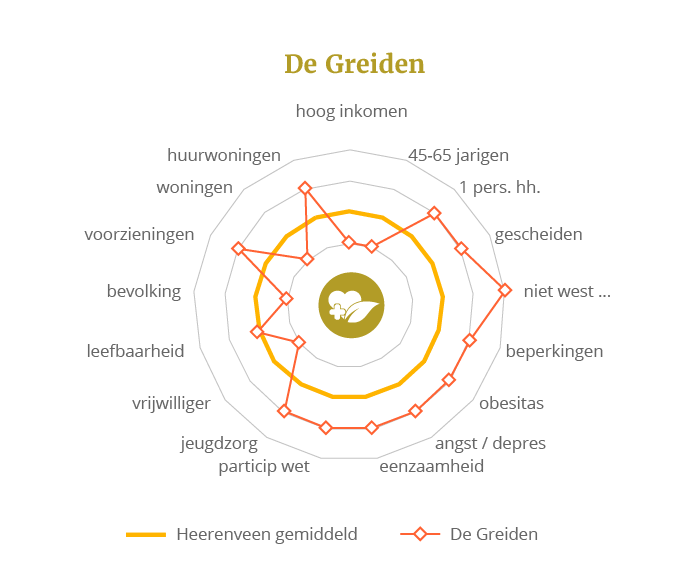 De Greiden
hoog inkomen
huurwoningen
45-65 jarigen
woningen
1 pers. hh.
voorzieningen
gescheiden
bevolking
niet west ...
leefbaarheid
beperkingen
vrijwilliger
obesitas
jeugdzorg
angst / depres
particip wet
eenzaamheid
Heerenveen gemiddeld
De Greiden